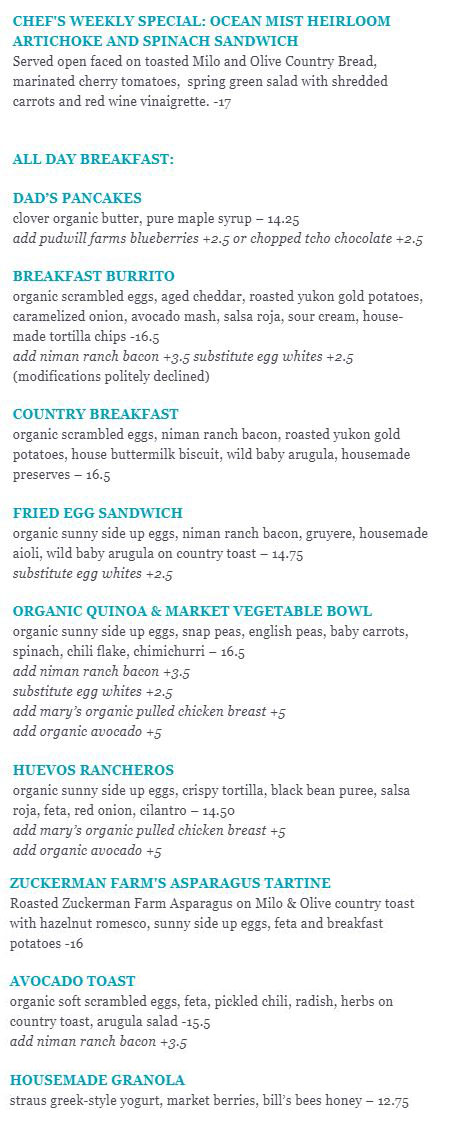 CHEF'S WEEKLY SPECIAL: OCEAN MIST HEIRLOOM
ARTICHOKE AND SPINACH SANDWICH
Served open faced on toasted Milo and Olive Country Bread,
marinated cherry tomatoes,  spring green salad with shredded
carrots and red wine vinaigrette. -17
ALL DAY BREAKFAST:
DAD'S PANCAKES
clover organic butter, pure maple syrup – 14.25
add pudwill farms blueberries +2.5 or chopped tcho chocolate +2.5
BREAKFAST BURRITO
organic scrambled eggs, aged cheddar, roasted yukon gold potatoes,
caramelized onion, avocado mash, salsa roja, sour cream, house-
made tortilla chips -16.5
add niman ranch bacon +3.5 substitute egg whites +2.5
(modifications politely declined)
COUNTRY BREAKFAST
organic scrambled eggs, niman ranch bacon, roasted yukon gold
potatoes, house buttermilk biscuit, wild baby arugula, housemade
preserves – 16.5
FRIED EGG SANDWICH
organic sunny side up eggs, niman ranch bacon, gruyere, housemade
aioli, wild baby arugula on country toast – 14.75
substitute egg whites +2.5
ORGANIC QUINOA & MARKET VEGETABLE BOWL
organic sunny side up eggs, snap peas, english peas, baby carrots,
spinach, chili flake, chimichurri – 16.5
add niman ranch bacon +3.5
substitute egg whites +2.5
add mary's organic pulled chicken breast +5
add organic avocado +5
HUEVOS RANCHEROS
organic sunny side up eggs, crispy tortilla, black bean puree, salsa
roja, feta, red onion, cilantro – 14.50
add mary's organic pulled chicken breast +5
add organic avocado +5
ZUCKERMAN FARM'S ASPARAGUS TARTINE
Roasted Zuckerman Farm Asparagus on Milo & Olive country toast
with hazelnut romesco, sunny side up eggs, feta and breakfast
potatoes -16
AVOCADO TOAST
organic soft scrambled eggs, feta, pickled chili, radish, herbs on
country toast, arugula salad -15.5
add niman ranch bacon +3.5
HOUSEMADE GRANOLA
straus greek-style yogurt, market berries, bill's bees honey – 12.75